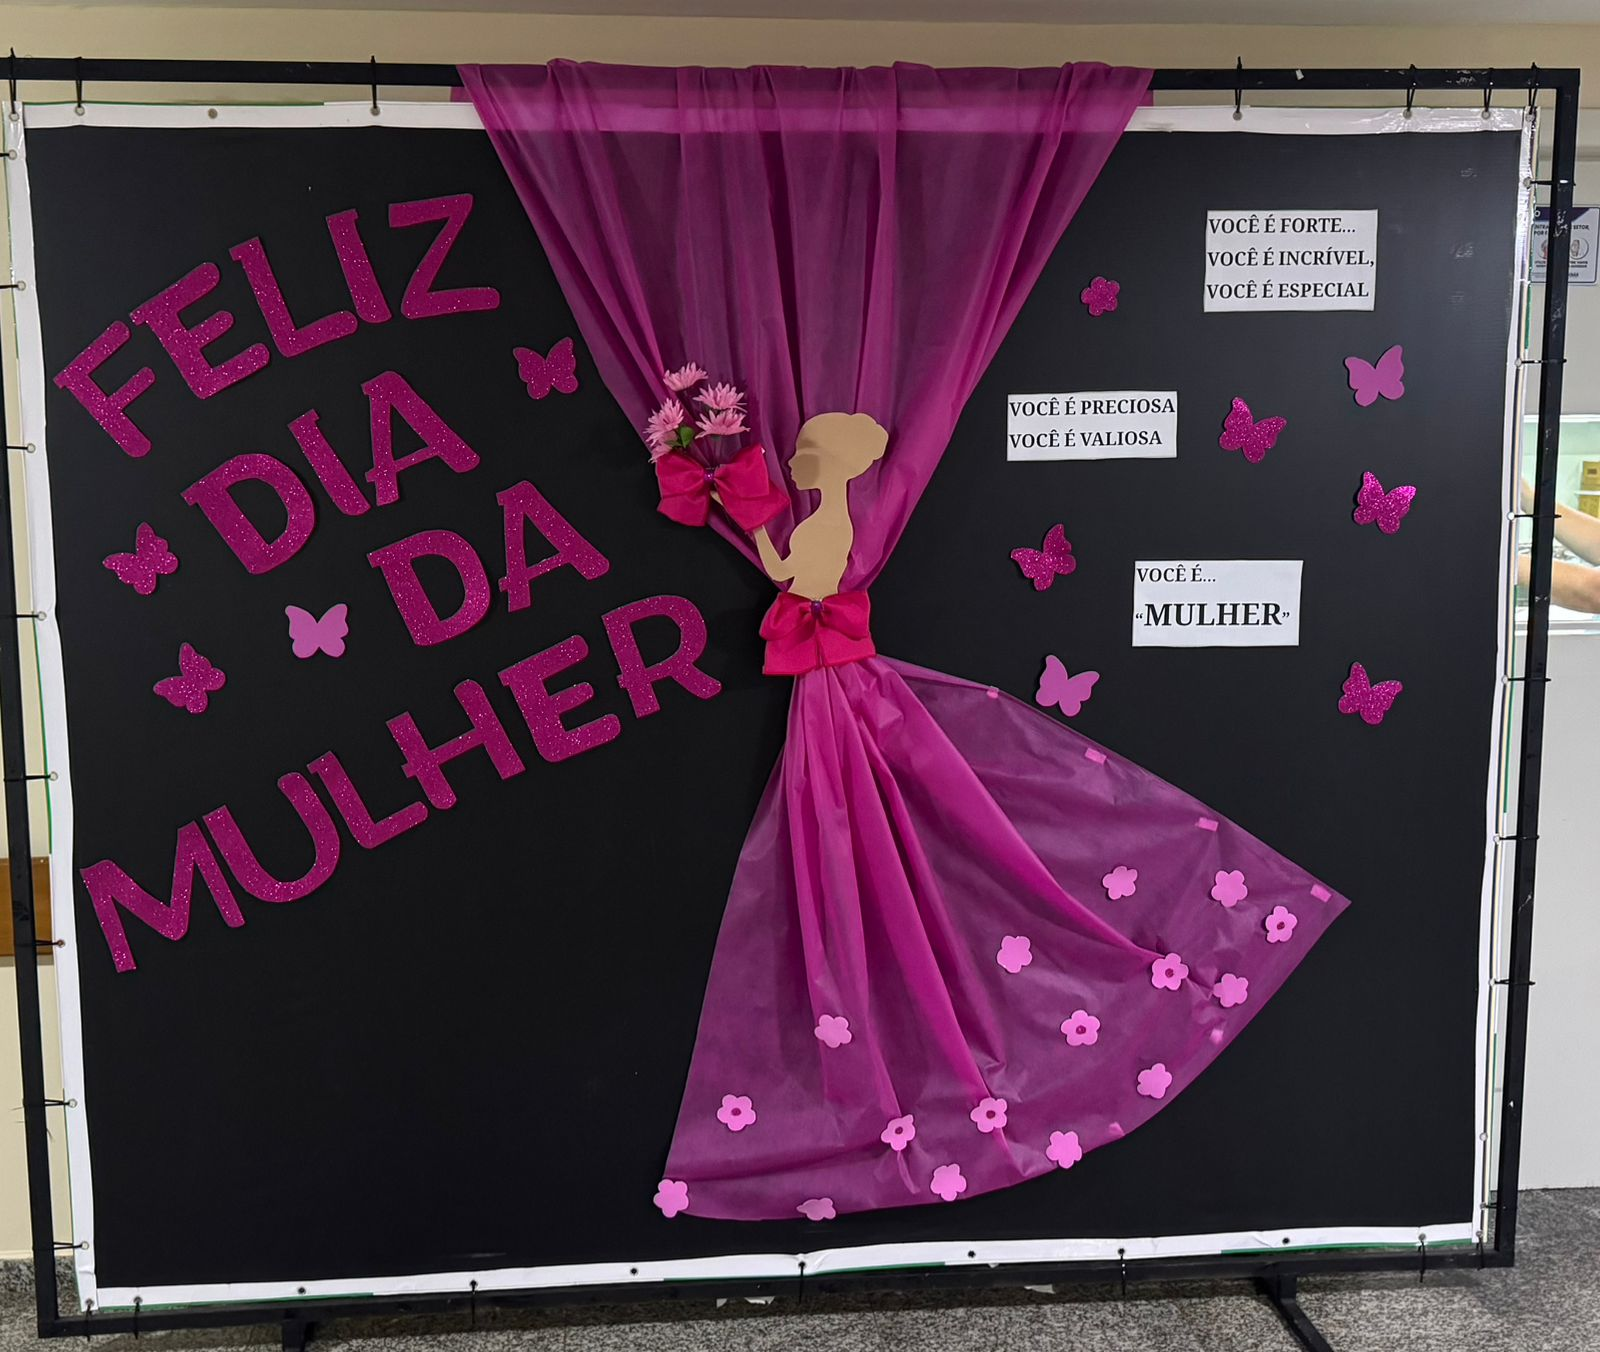 FELIZ
DIA
DA
MULHER
VOCÊ É FORTE...
VOCÊ É INCRÍVEL,
VOCÊ É ESPECIAL
VOCÊ É PRECIOSA
VOCÊ É VALIOSA
VOCÊ É...
“MULHER”